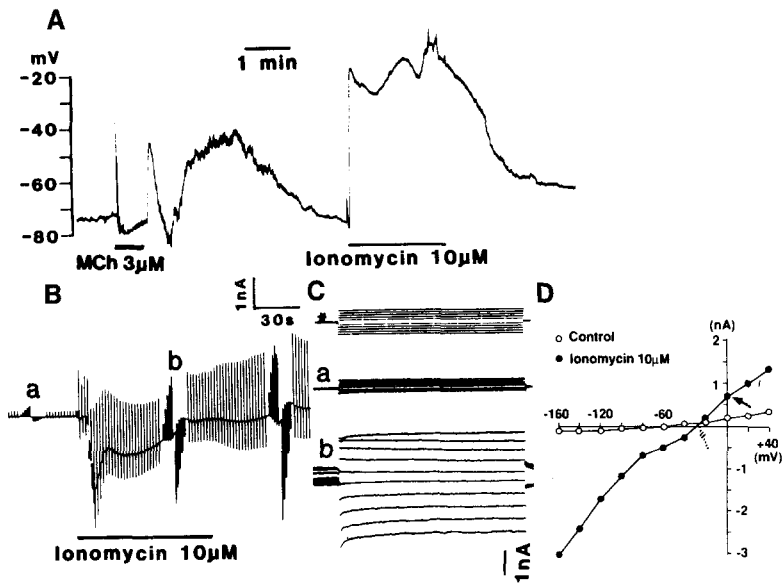 A
mV
1 min
-20
-40
-60
-80
MCh 3μM
Ionomycin 10μM
B
1nA
30s
a
b
Ionomycin 10μM
C
*
a
b
1nA
D
(nA)
○ Control
● Ionomycin 10μM
2
1
-160
-120
-60
+40
(mV)
-1
-2
-3